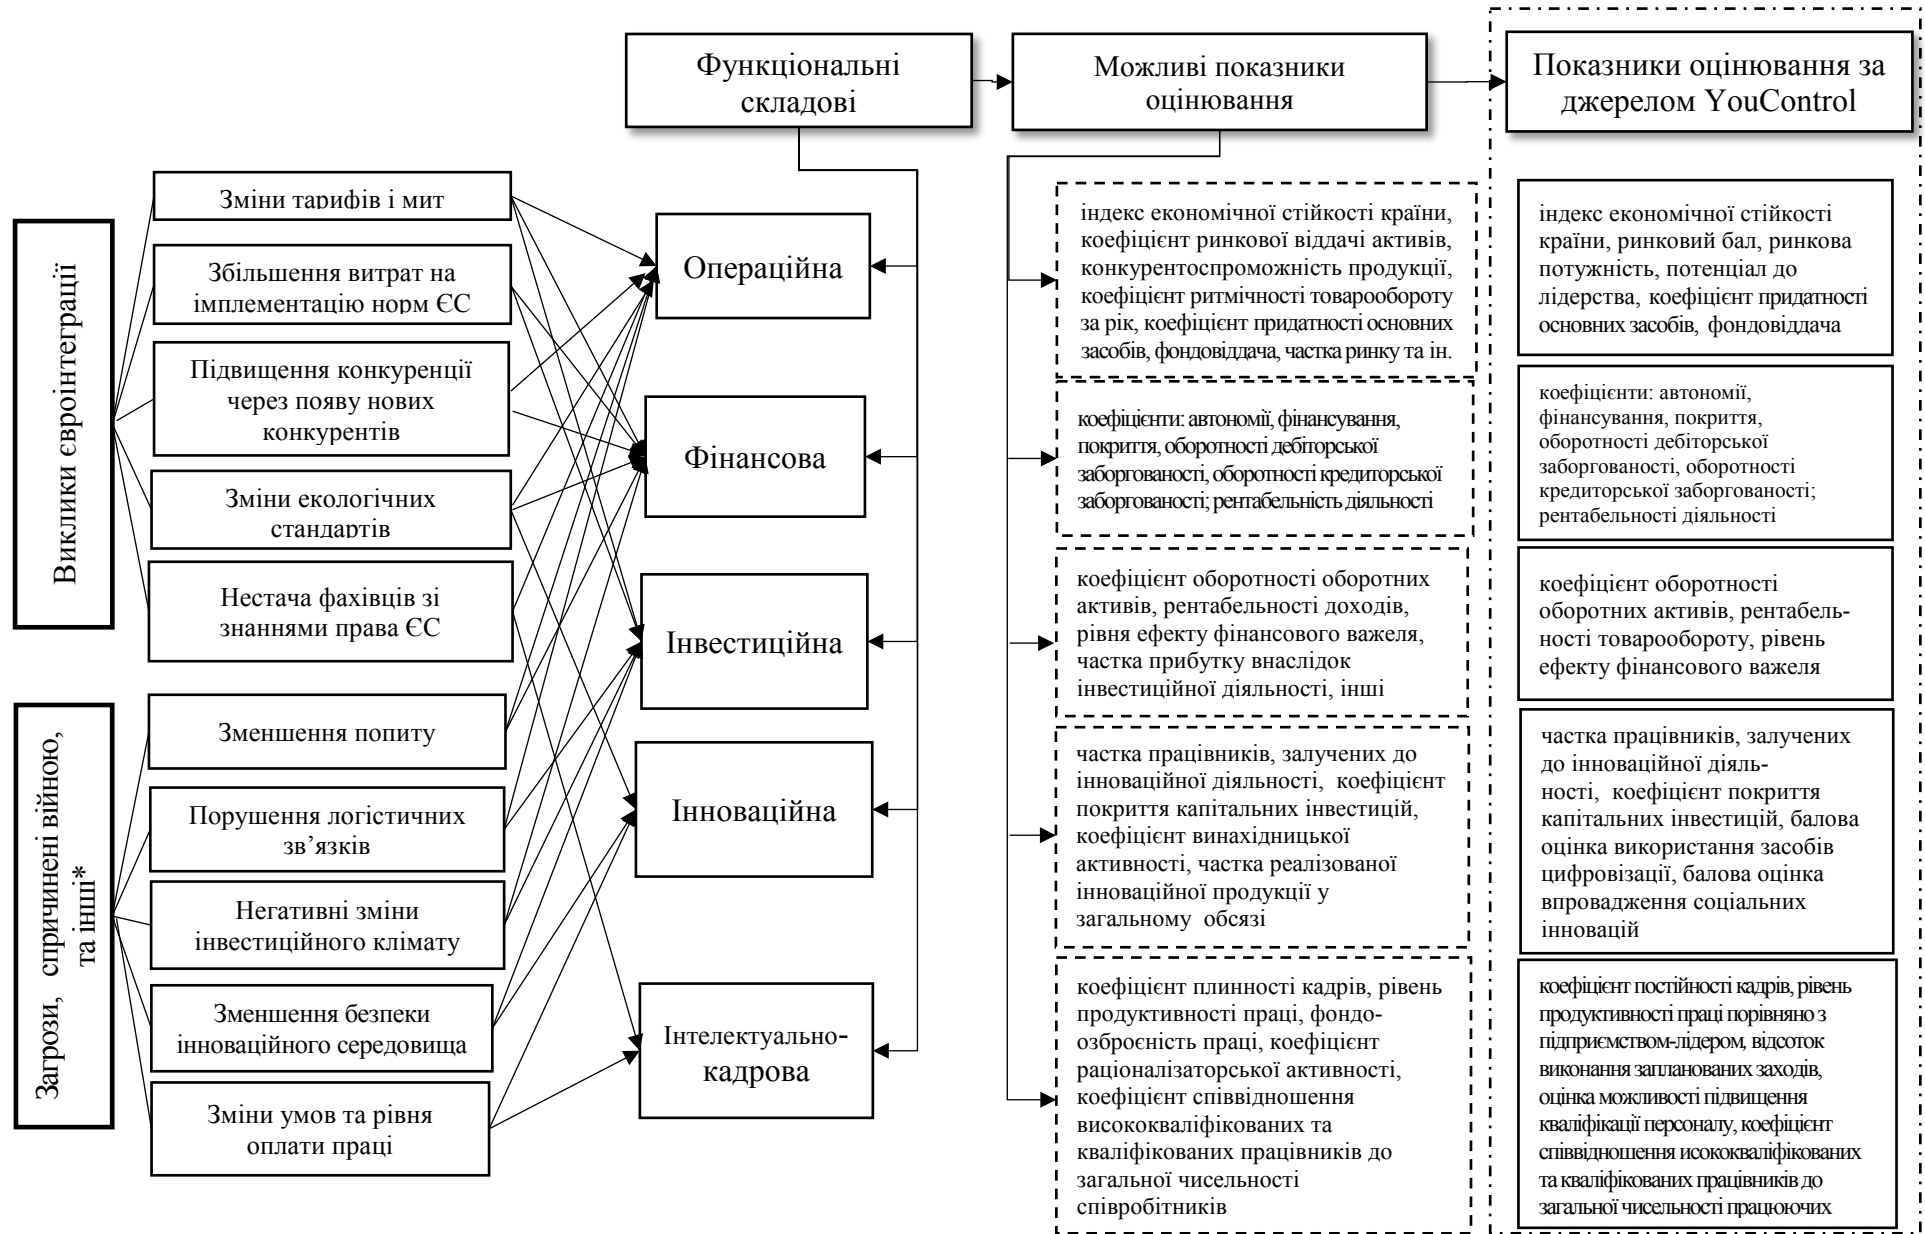 Функціональні
складові
Можливі показники
оцінювання
Показники оцінювання за
джерелом YouControl
Виклики євроінтеграції
Зміни тарифів і мит
Збільшення витрат на
імплементацію норм ЄС
Підвищення конкуренції
через появу нових
конкурентів
Зміни екологічних
стандартів
Нестача фахівців зі
знаннями права ЄС
Загрози, спричинені війною,
та інші*
Зменшення попиту
Порушення логістичних
зв’язків
Негативні зміни
інвестиційного клімату
Зменшення безпеки
інноваційного середовища
Зміни умов та рівня
оплати праці
Операційна
Фінансова
Інвестиційна
Інноваційна
Інтелектуально-
кадрова
індекс економічної стійкості країни,
коефіцієнт ринкової віддачі активів,
конкурентоспроможність продукції,
коефіцієнт ритмічності товарообороту
за рік, коефіцієнт придатності основних
засобів, фондовіддача, частка ринку та ін.
коефіцієнти: автономії, фінансування,
покриття, оборотності дебіторської
заборгованості, оборотності кредиторської
заборгованості; рентабельність діяльності
коефіцієнт оборотності оборотних
активів, рентабельності доходів,
рівня ефекту фінансового важеля,
частка прибутку внаслідок
інвестиційної діяльності, інші
частка працівників, залучених до
інноваційної діяльності, коефіцієнт
покриття капітальних інвестицій,
коефіцієнт винахідницької
активності, частка реалізованої
інноваційної продукції у
загальному обсязі
коефіцієнт плинності кадрів, рівень
продуктивності праці, фондо-
озброєність праці, коефіцієнт
раціоналізаторської активності,
коефіцієнт співвідношення
висококваліфікованих та
кваліфікованих працівників до
загальної чисельності
співробітників
індекс економічної стійкості
країни, ринковий бал, ринкова
потужність, потенціал до
лідерства, коефіцієнт придатності
основних засобів, фондовіддача
коефіцієнти: автономії,
фінансування, покриття,
оборотності дебіторської
заборгованості, оборотності
кредиторської заборгованості;
рентабельності діяльності
коефіцієнт оборотності
оборотних активів, рентабель-
ності товарообороту, рівень
ефекту фінансового важеля
частка працівників, залучених
до інноваційної діяль-
ності, коефіцієнт покриття
капітальних інвестицій, балова
оцінка використання засобів
цифровізації, балова оцінка
впровадження соціальних
інновацій
коефіцієнт постійності кадрів, рівень
продуктивності праці порівняно з
підприємством-лідером, відсоток
виконання запланованих заходів,
оцінка можливості підвищення
кваліфікації персоналу, коефіцієнт
співвідношення исококваліфікованих
та кваліфікованих працівників до
загальної чисельності працюючих